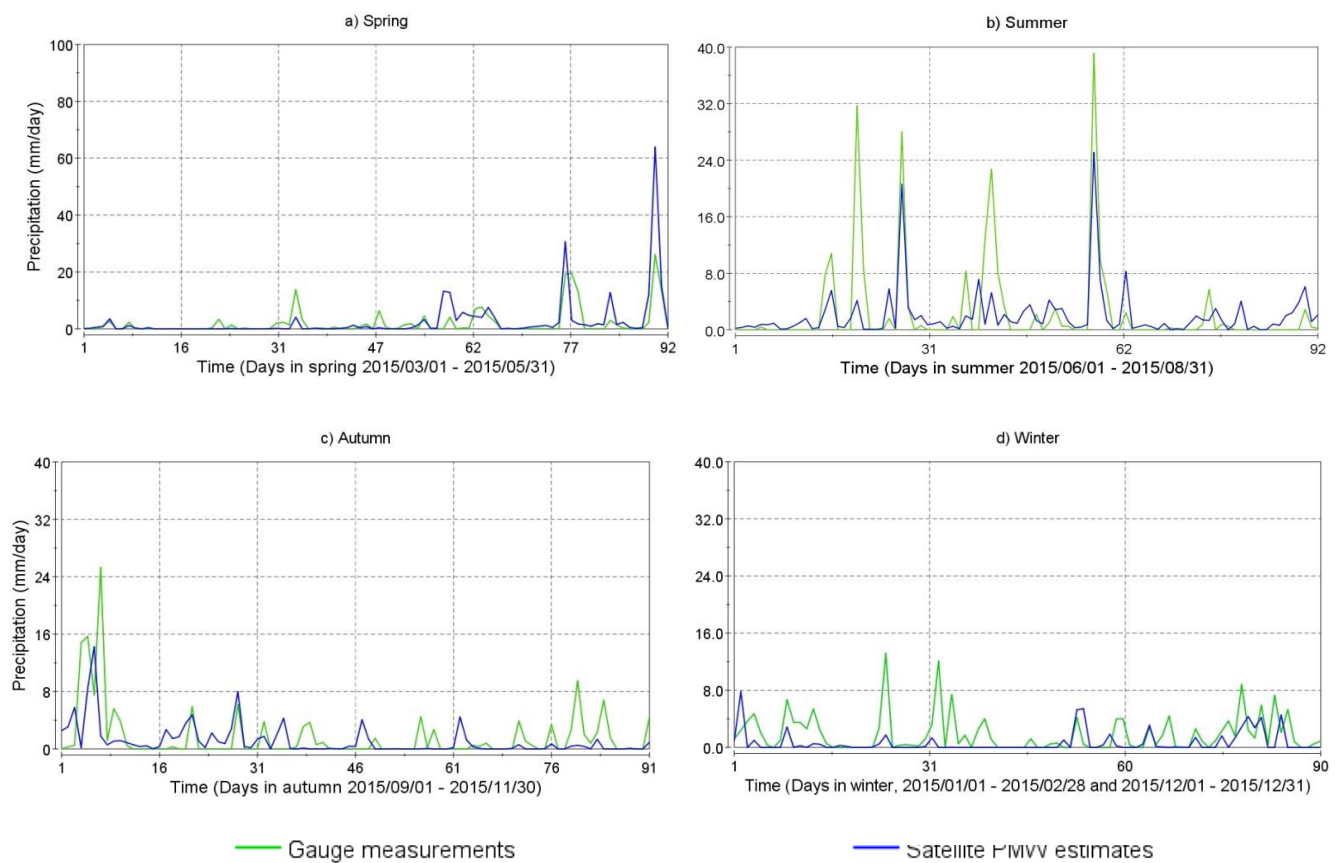 a) Spring
Precipitation (mm/day)
100
80
60
40
20
0
1 16 31 47 62 77 92
Time (Days in spring 2015/03/01 - 2015/05/31)
b) Summer
40.0
32.0
24.0
16.0
8.0
0.0
1 31 62 92
Time (Days in summer 2015/06/01 - 2015/08/31)
c) Autumn
Precipitation (mm/day)
40
32
24
16
8
0
1 16 31 46 61 76 91
Time (Days in autumn 2015/09/01 - 2015/11/30)
d) Winter
40.0
32.0
24.0
16.0
8.0
0.0
1 31 60 90
Time (Days in winter, 2015/01/01 - 2015/02/28 and 2015/12/01 - 2015/12/31)
Gauge measurements
Satellite PMW estimates